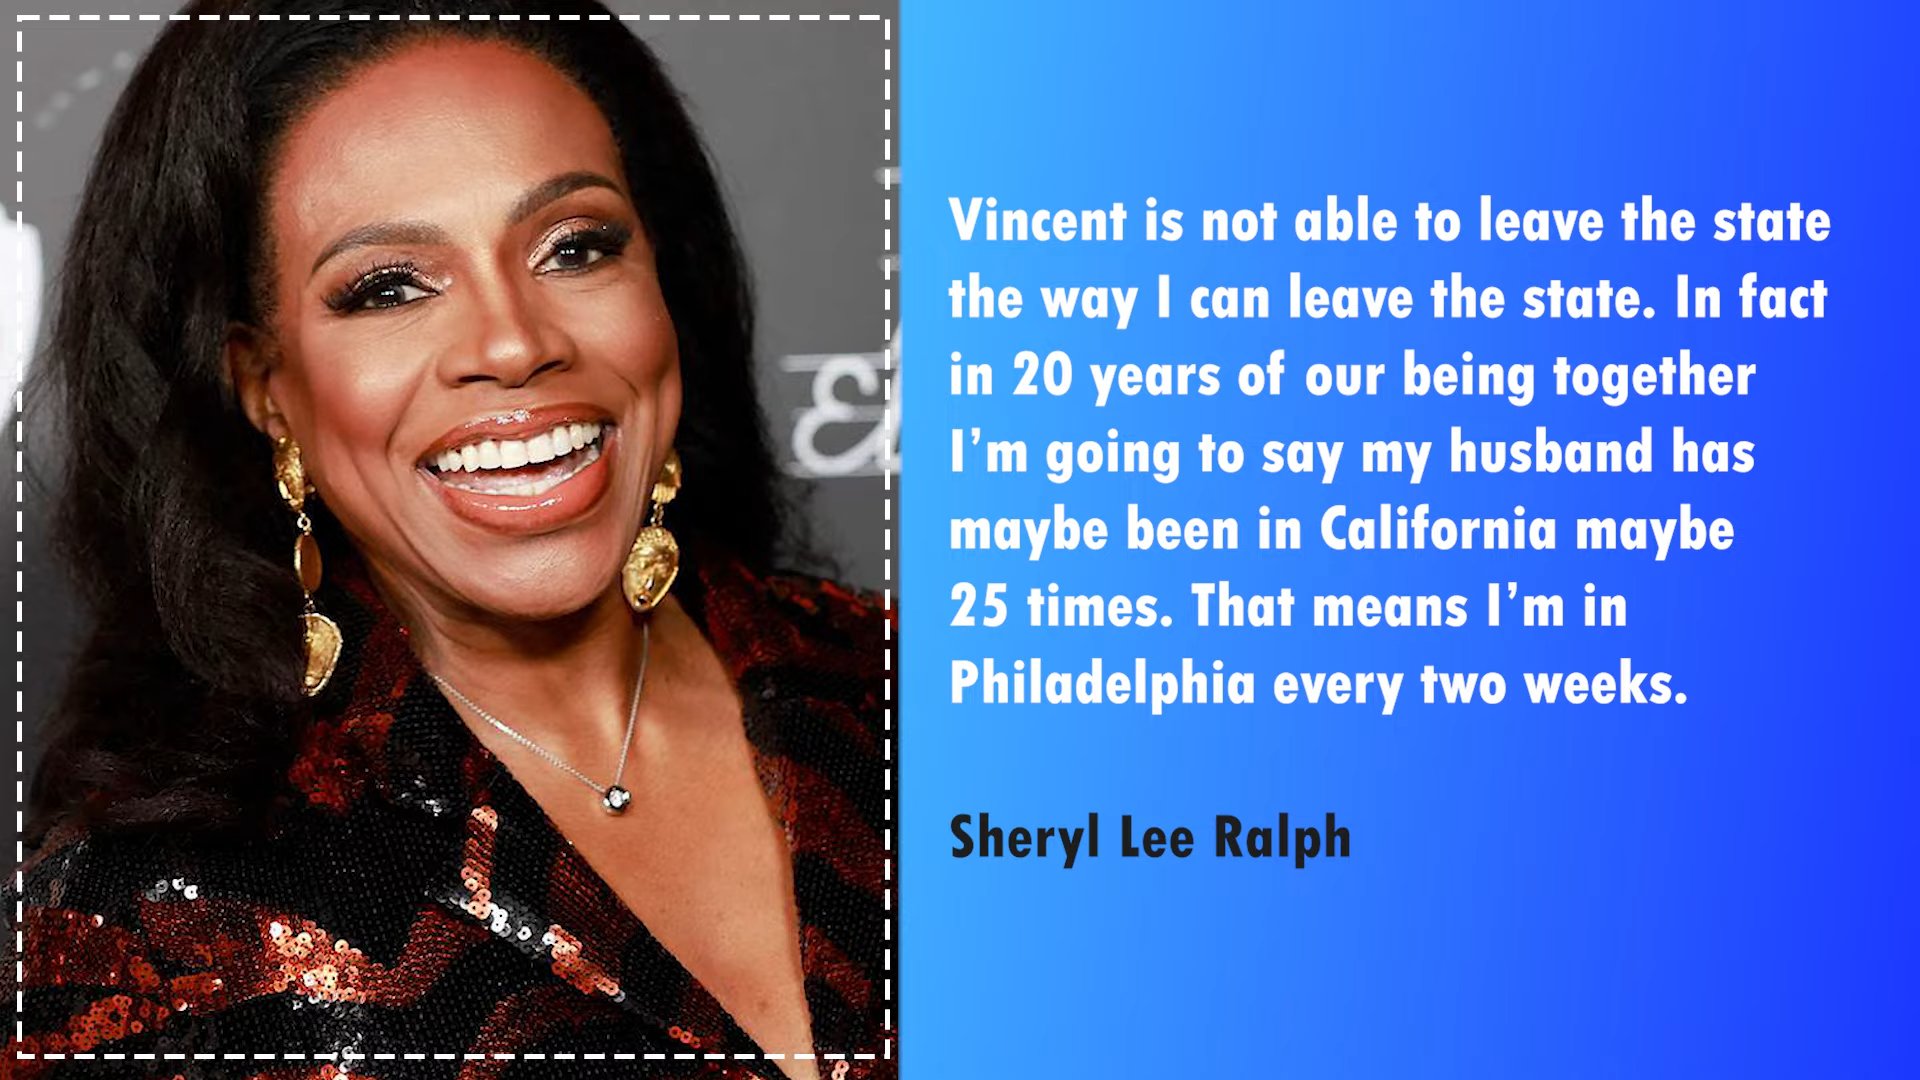 Vincent is not able to leave the state
the way I can leave the state. In fact
in 20 years of our being together
I'm going to say my husband has
maybe been in California maybe
25 times. That means I'm in
Philadelphia every two weeks.
Sheryl Lee Ralph